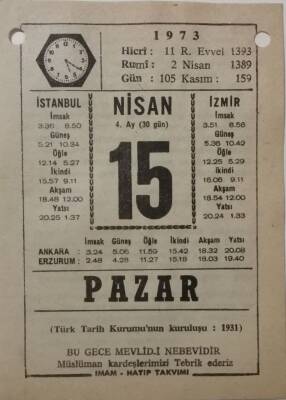 1973
Hicrî : 11 R. Evvel 1393
Rumî : 2 Nisan 1389
Gün : 105 Kasım : 159
İSTANBUL
İmsak
3.36 8.50
Güneş
5.21 10.34
Öğle
12.14 5.27
İkindi
15.57 9.11
Akşam
18.48 12.00
Yatsı
20.25 1.37
NİSAN
4. Ay (30 gün)
15
İZMİR
İmsak
3.51 8.56
Güneş
5.36 10.42
Öğle
12.25 5.29
İkindi
16.06 9.11
Akşam
18.54 12.00
Yatsı
20.24 1.33
İmsak Güneş Öğle İkindi Akşam Yatsı
ANKARA : 3.24 5.06 11.59 15.42 18.32 20.08
ERZURUM : 2.48 4.28 11.27 15.18 18.03 19.40
PAZAR
(Türk Tarih Kurumu'nun kuruluşu : 1931)
BU GECE MEVLİD-İ NEBEVİDİR
Müslüman kardeşlerimizi Tebrik ederiz
İMAM - HATİP TAKVİMİ